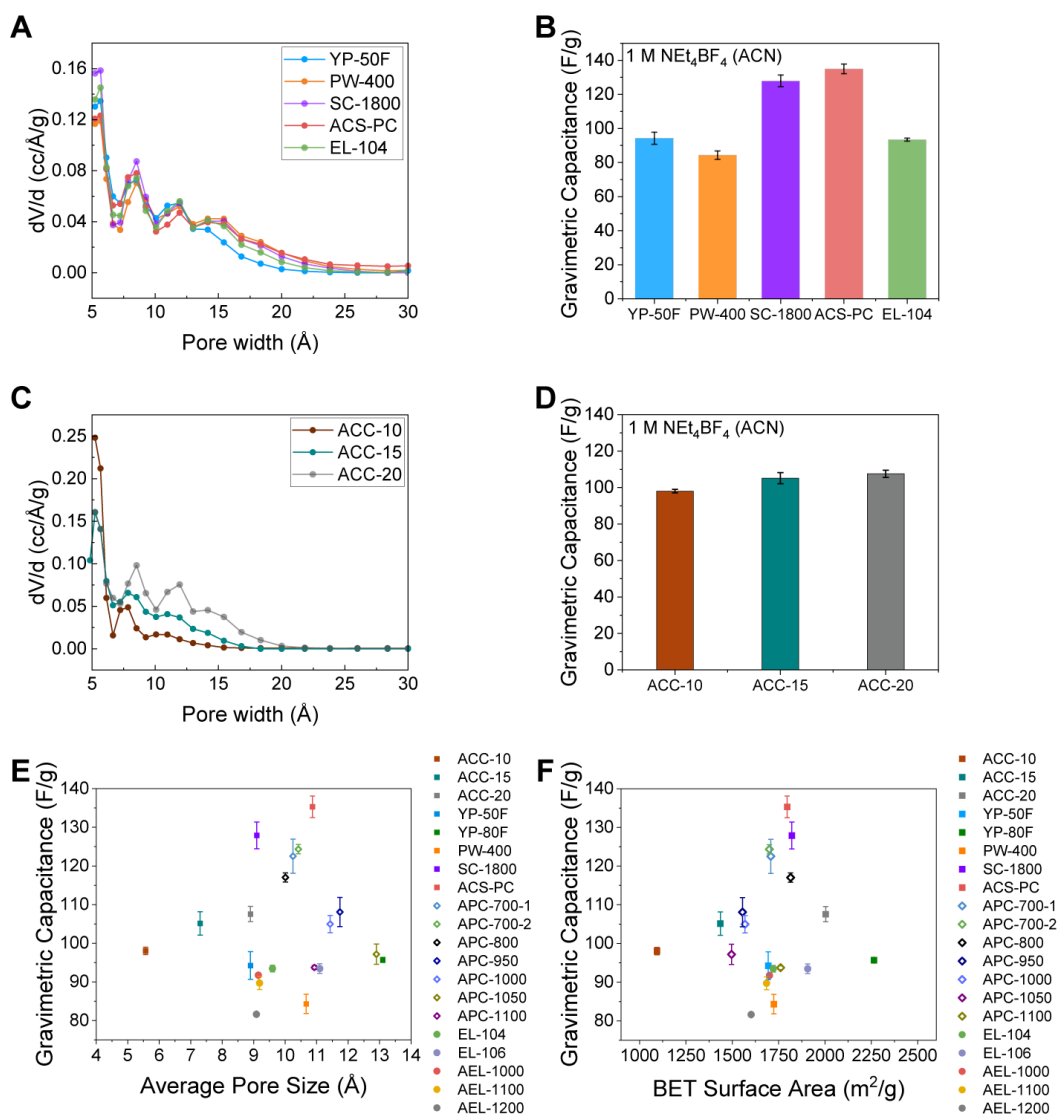 A
dV/d (cc/Å/g)
0.16
0.12
0.08
0.04
0.00
5
10
15
20
25
30
Pore width (Å)
YP-50F
PW-400
SC-1800
ACS-PC
EL-104
B
Gravimetric Capacitance (F/g)
1 M NEt₄BF₄ (ACN)
140
120
100
80
60
40
20
0
YP-50F
PW-400
SC-1800
ACS-PC
EL-104
C
dV/d (cc/Å/g)
0.25
0.20
0.15
0.10
0.05
0.00
5
10
15
20
25
30
Pore width (Å)
ACC-10
ACC-15
ACC-20
D
Gravimetric Capacitance (F/g)
1 M NEt₄BF₄ (ACN)
140
120
100
80
60
40
20
0
ACC-10
ACC-15
ACC-20
E
Gravimetric Capacitance (F/g)
140
130
120
110
100
90
80
4
5
6
7
8
9
10
11
12
13
14
Average Pore Size (Å)
ACC-10
ACC-15
ACC-20
YP-50F
YP-80F
PW-400
SC-1800
ACS-PC
APC-700-1
APC-700-2
APC-800
APC-950
APC-1000
APC-1050
APC-1100
EL-104
EL-106
AEL-1000
AEL-1100
AEL-1200
F
Gravimetric Capacitance (F/g)
140
130
120
110
100
90
80
1000
1250
1500
1750
2000
2250
2500
BET Surface Area (m²/g)
ACC-10
ACC-15
ACC-20
YP-50F
YP-80F
PW-400
SC-1800
ACS-PC
APC-700-1
APC-700-2
APC-800
APC-950
APC-1000
APC-1050
APC-1100
EL-104
EL-106
AEL-1000
AEL-1100
AEL-1200